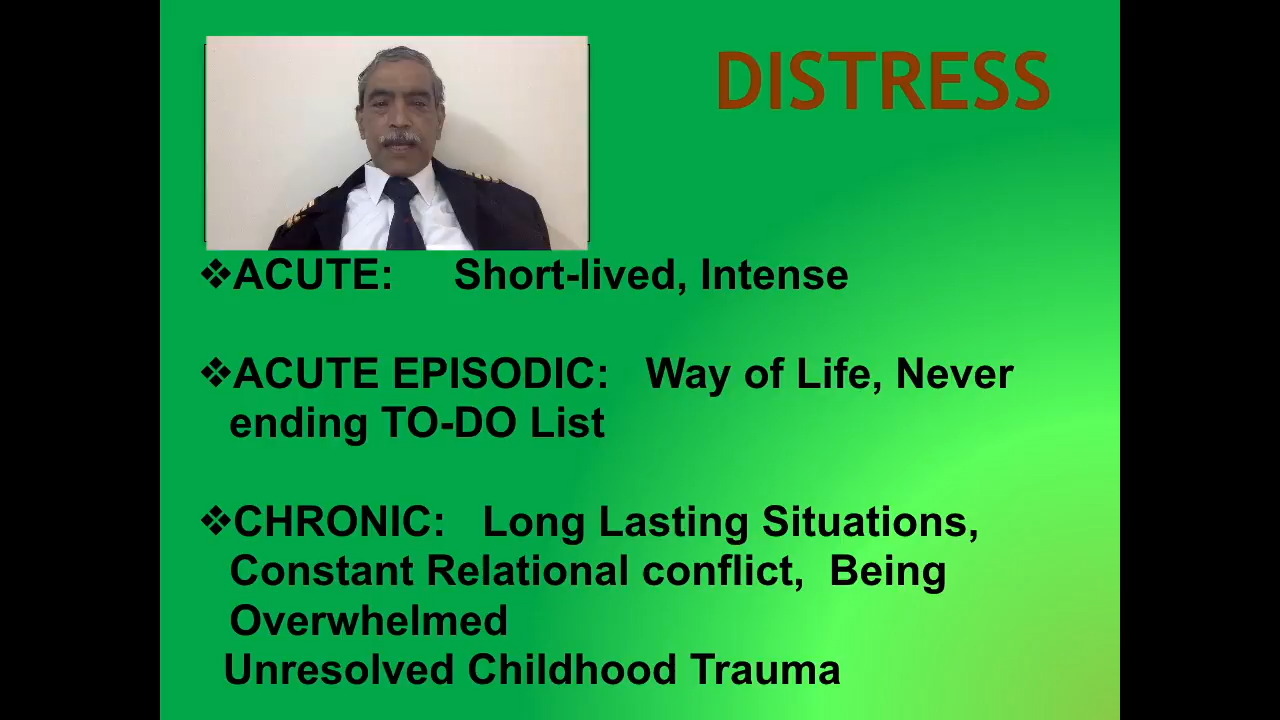 DISTRESS
❖ACUTE: Short-lived, Intense
❖ACUTE EPISODIC: Way of Life, Never
ending TO-DO List
❖CHRONIC: Long Lasting Situations,
Constant Relational conflict, Being
Overwhelmed
Unresolved Childhood Trauma